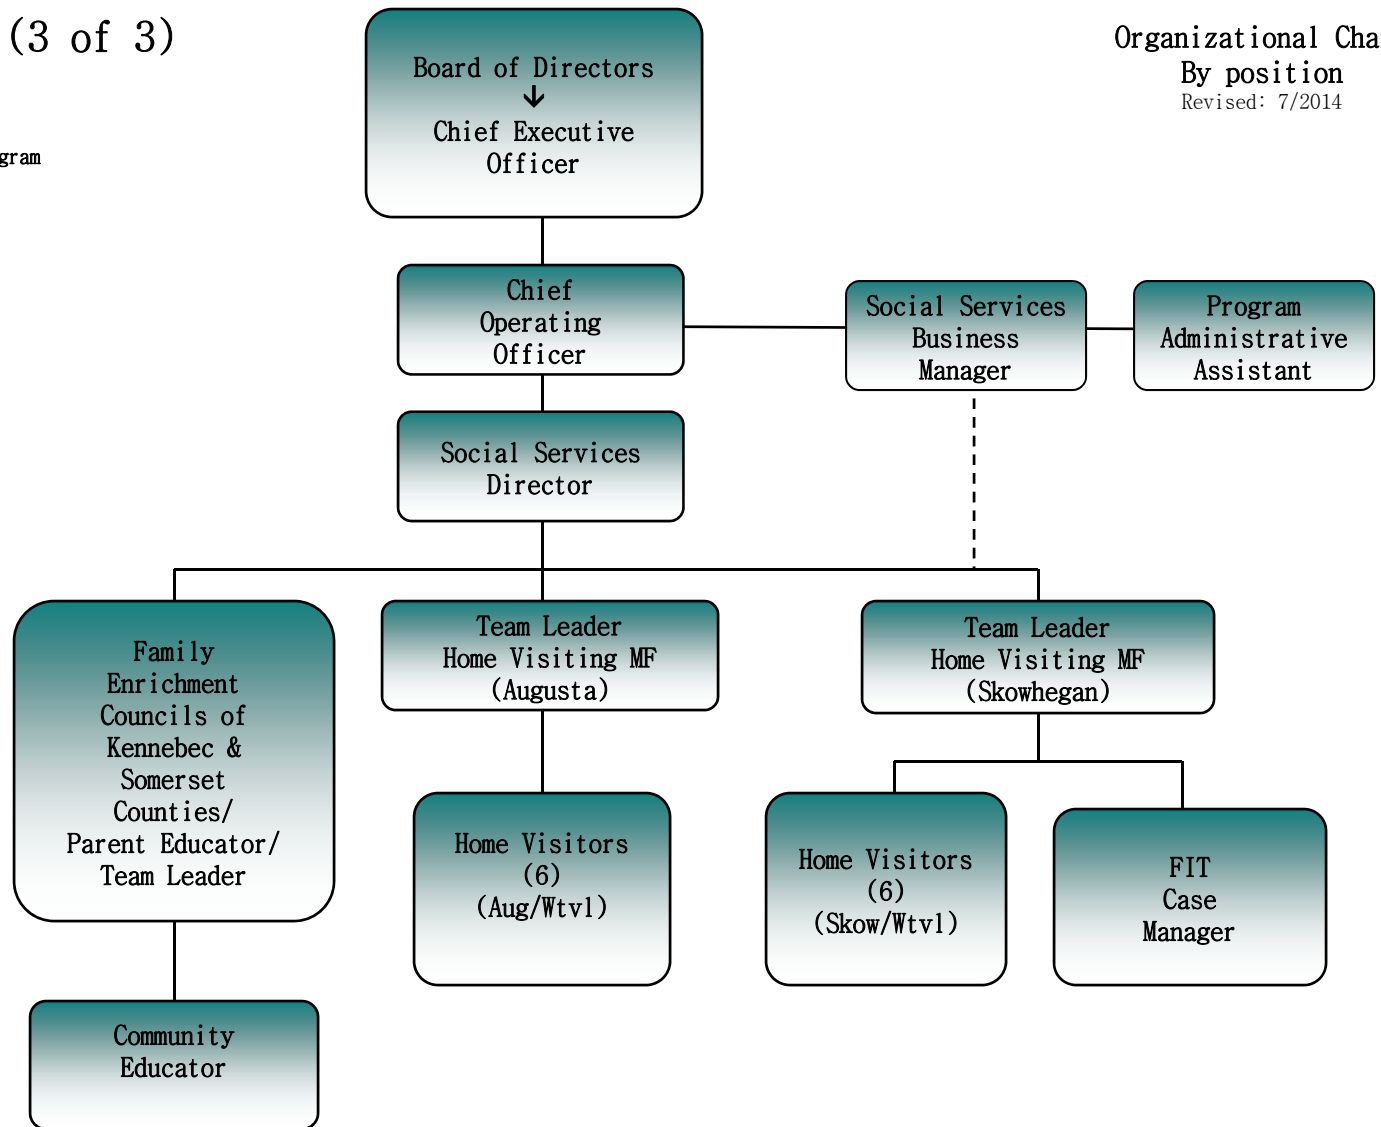 (3 of 3)
Organizational Cha
By position
Revised: 7/2014
gram
Board of Directors
↓
Chief Executive
Officer
Chief
Operating
Officer
Social Services
Business
Manager
Program
Administrative
Assistant
Social Services
Director
Family
Enrichment
Councils of
Kennebec &
Somerset
Counties/
Parent Educator/
Team Leader
Team Leader
Home Visiting MF
(Augusta)
Team Leader
Home Visiting MF
(Skowhegan)
Home Visitors
(6)
(Aug/Wtvl)
Home Visitors
(6)
(Skow/Wtvl)
FIT
Case
Manager
Community
Educator